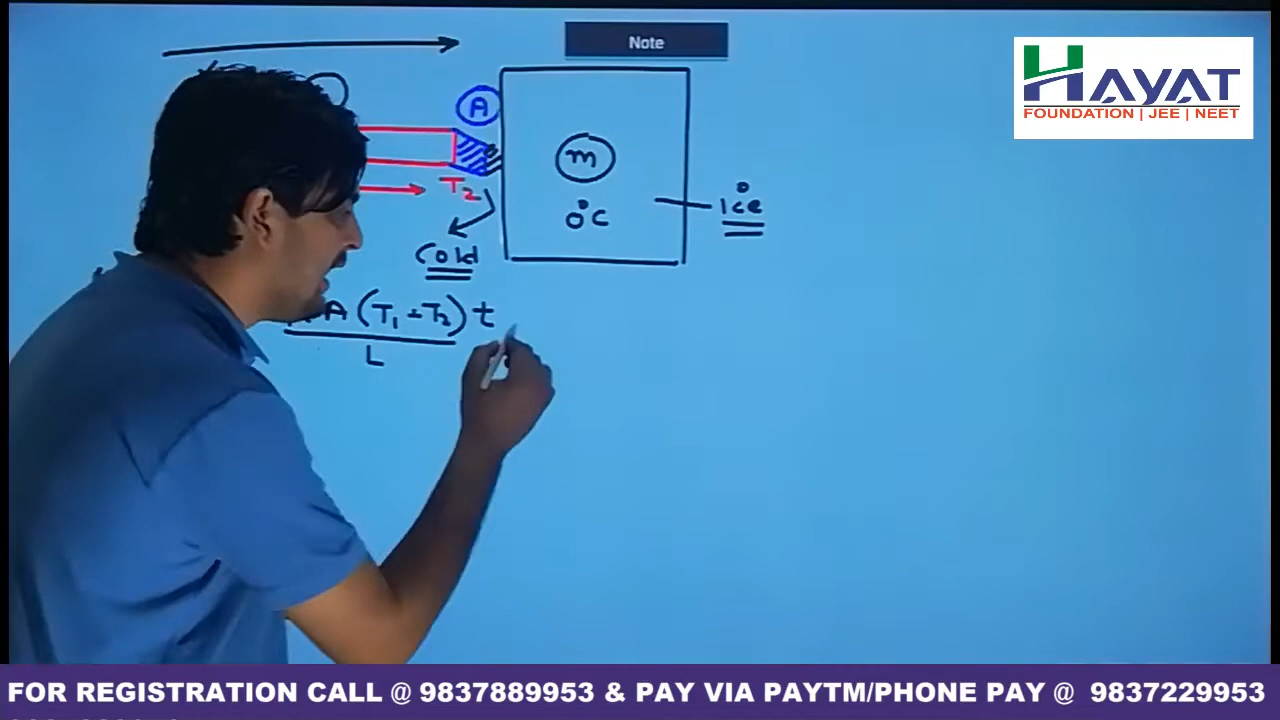 Note
HAYAT
FOUNDATION | JEE | NEET
A
m
T2
0°C
ice
Cold
A (T1 - T2) t
L
FOR REGISTRATION CALL @ 9837889953 & PAY VIA PAYTM/PHONE PAY @ 9837229953